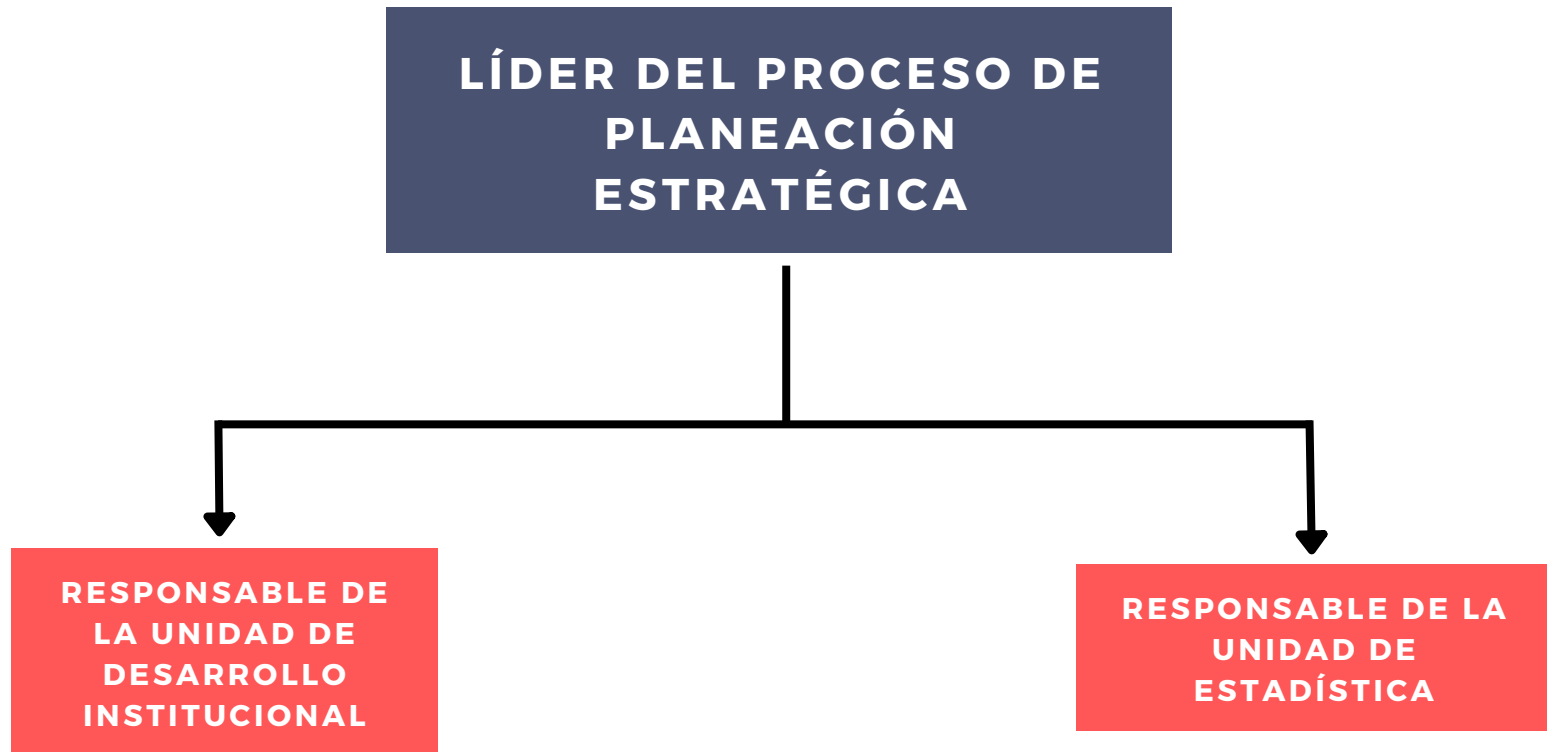 LÍDER DEL PROCESO DE
PLANEACIÓN
ESTRATÉGICA
RESPONSABLE DE
LA UNIDAD DE
DESARROLLO
INSTITUCIONAL
RESPONSABLE DE LA
UNIDAD DE
ESTADÍSTICA